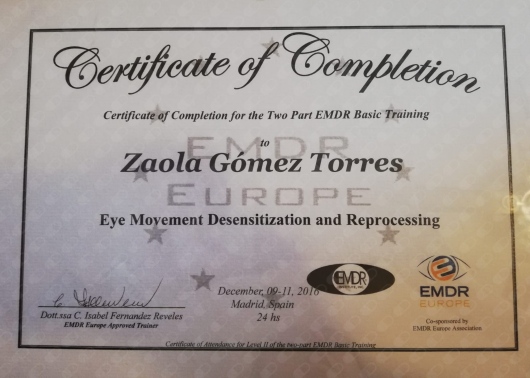 Certificate of Completion
Certificate of Completion for the Two Part EMDR Basic Training
to
EMDR
Zaola Gómez Torres
EUROPE
Eye Movement Desensitization and Reprocessing
December, 09-11, 2016
Madrid, Spain
24 hs
Dott.ssa C. Isabel Fernandez Reveles
EMDR Europe Approved Trainer
EMDR
INSTITUTE, INC
EMDR
EUROPE
Co-sponsored by
EMDR Europe Association
Certificate of Attendance for Level II of the two-part EMDR Basic Training